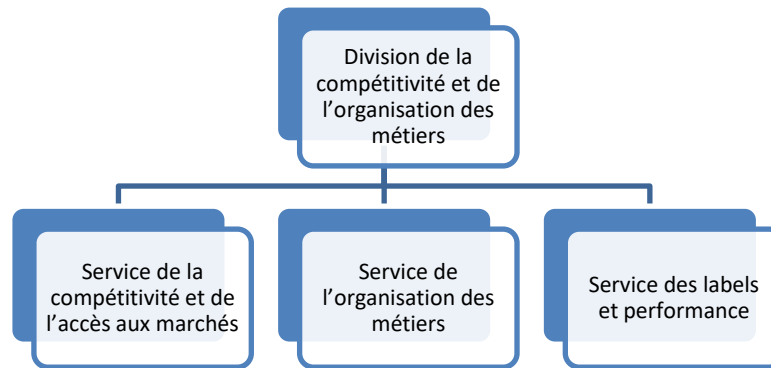 Division de la
compétitivité et de
l’organisation des
métiers
Service de la
compétitivité et de
l’accès aux marchés
Service de
l’organisation des
métiers
Service des labels
et performance